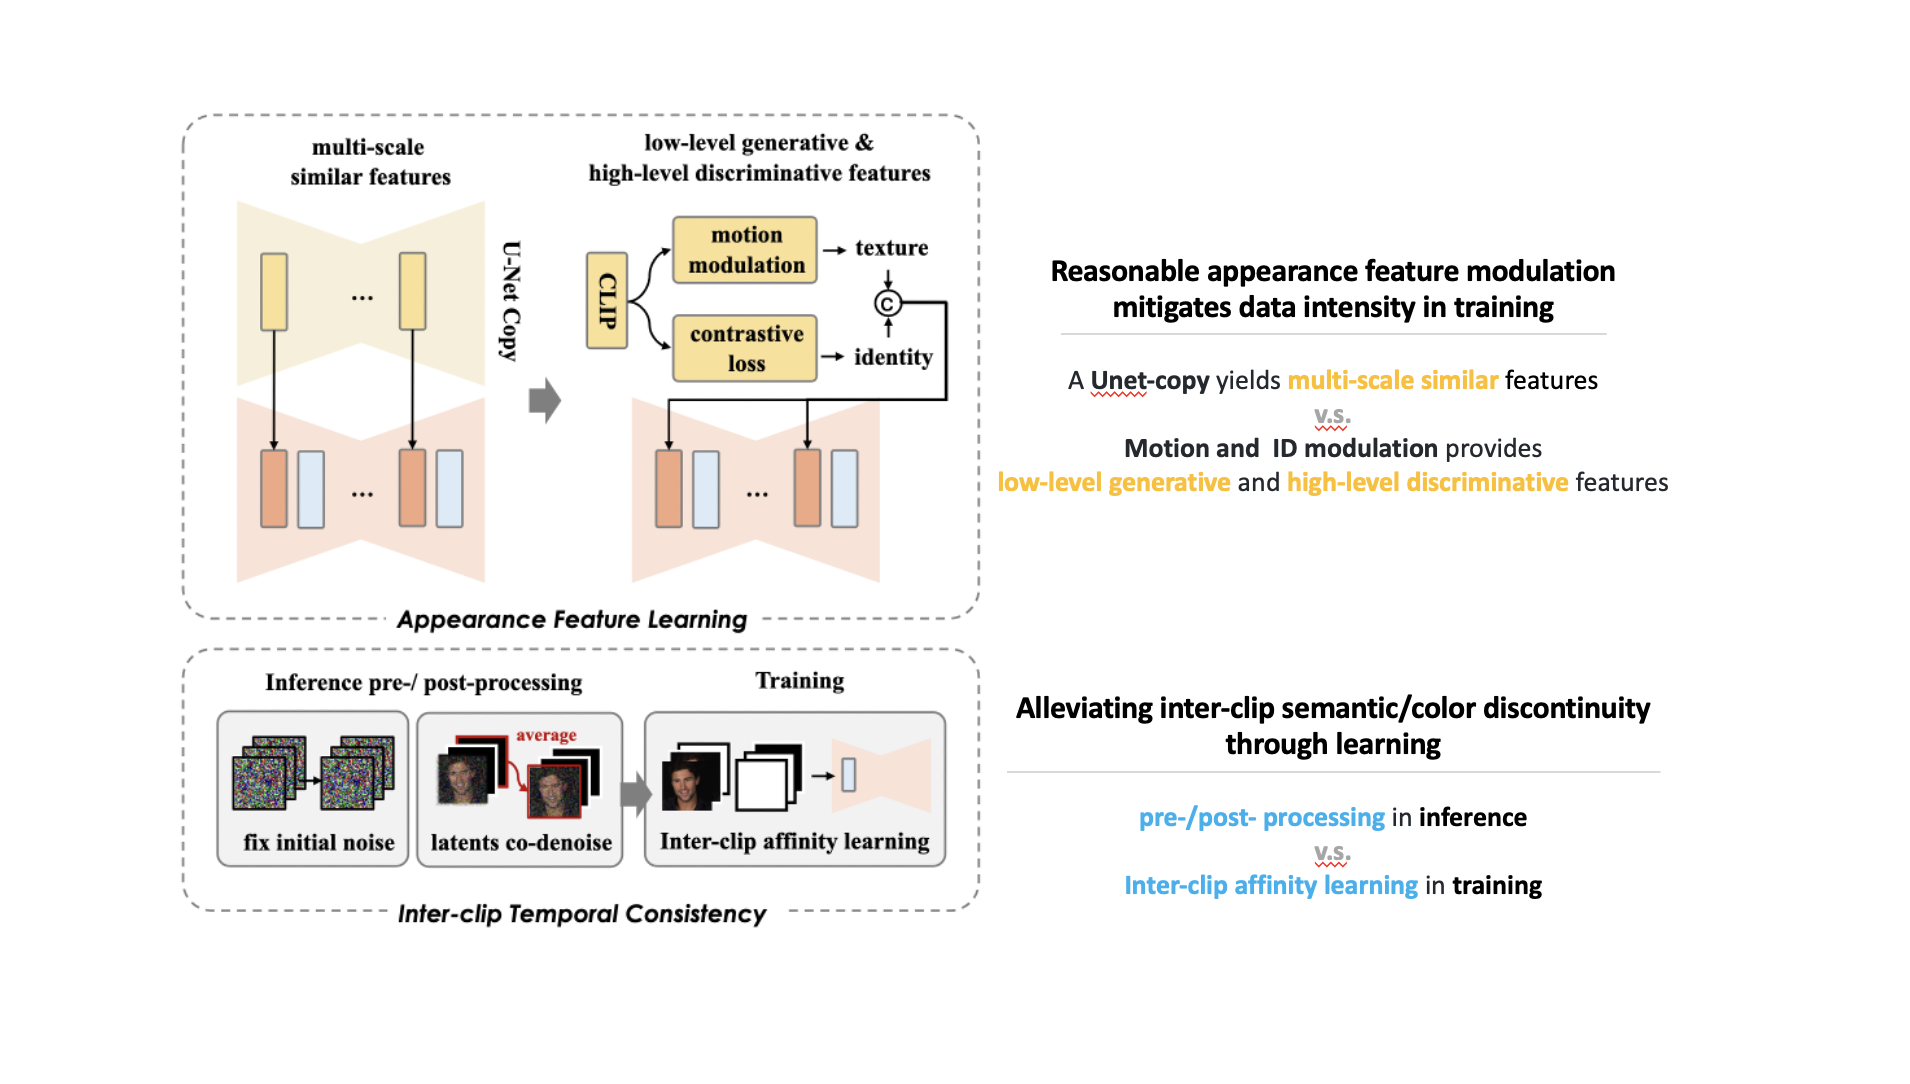 multi-scale
similar features
low-level generative &
high-level discriminative features
U-Net Copy
CLIP
motion
modulation
texture
C
contrastive
loss
identity
...
...
...
Appearance Feature Learning
Reasonable appearance feature modulation
mitigates data intensity in training
A Unet-copy yields multi-scale similar features
v.s.
Motion and  ID modulation provides
low-level generative and high-level discriminative features
Inference pre-/ post-processing
Training
average
fix initial noise
latents co-denoise
Inter-clip affinity learning
Inter-clip Temporal Consistency
Alleviating inter-clip semantic/color discontinuity
through learning
pre-/post- processing in inference
v.s.
Inter-clip affinity learning in training